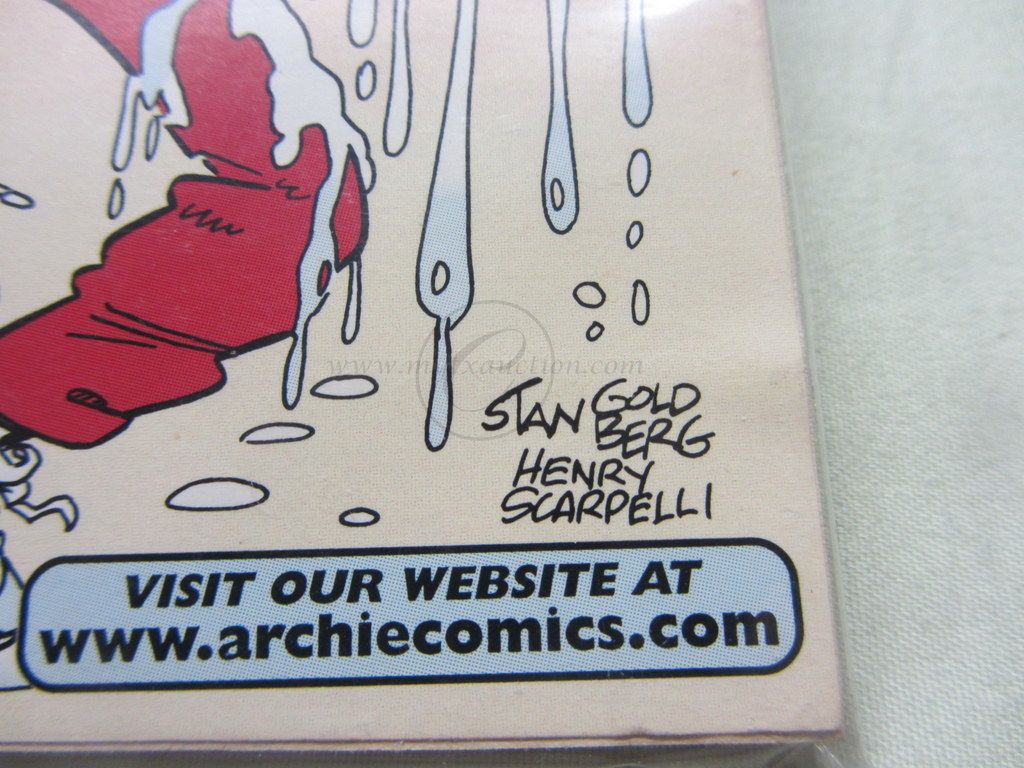 STAN GOLD
BERG
HENRY
SCARPELLI
VISIT OUR WEBSITE AT
www.archiecomics.com